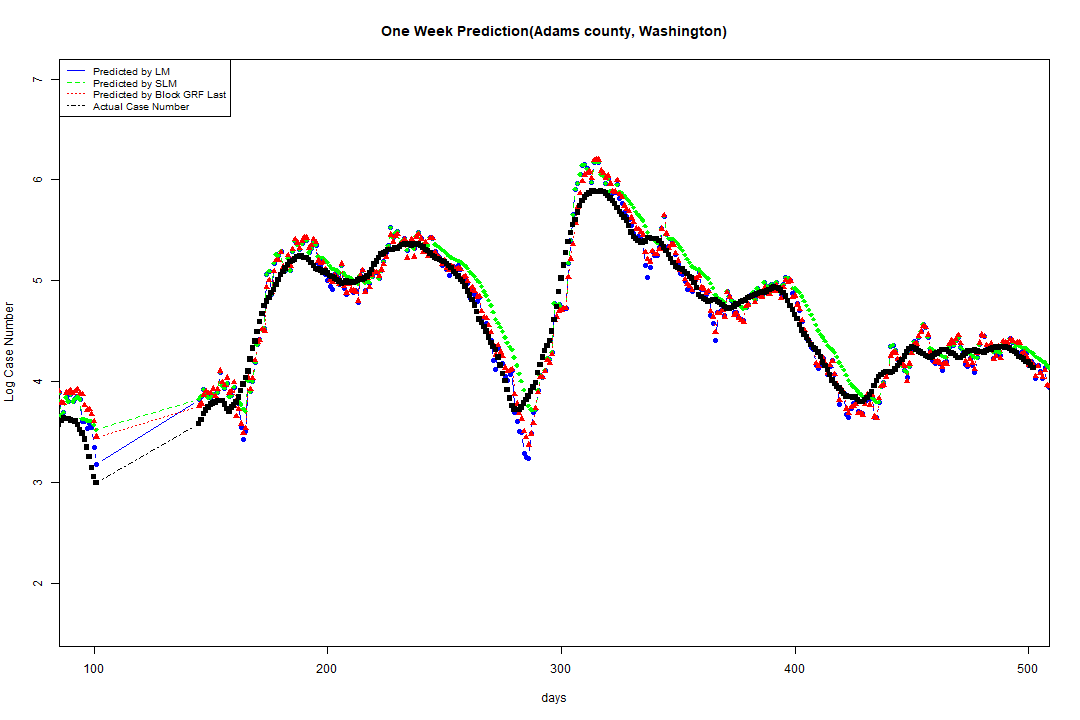 One Week Prediction(Adams county, Washington)
Predicted by LM
Predicted by SLM
Predicted by Block GRF Last
Actual Case Number
7
6
5
4
3
2
Log Case Number
100 200 300 400 500
days